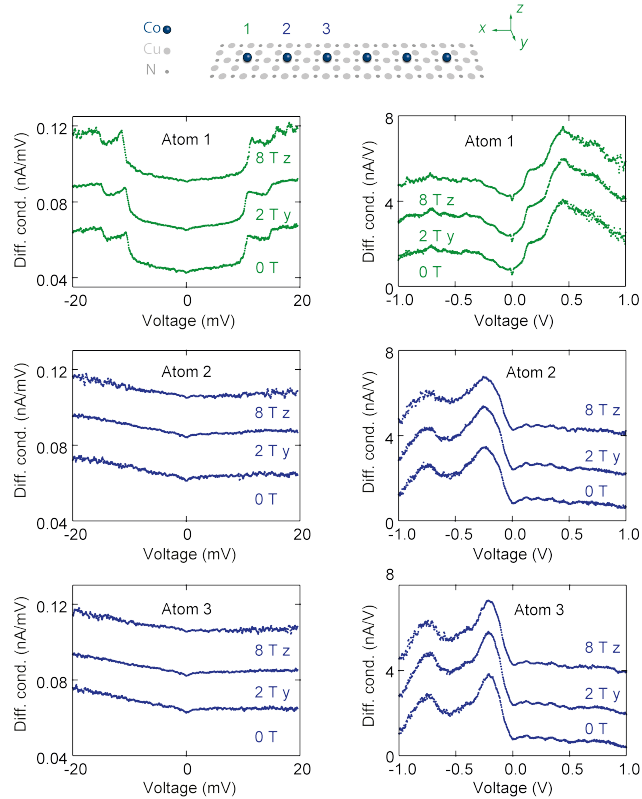 Co
Cu
N
1 2 3
z
x
y
Diff. cond. (nA/mV)
0.12
0.08
0.04
Atom 1
8 T z
2 T y
0 T
-20 0 20
Voltage (mV)
Diff. cond. (nA/V)
8
4
0
Atom 1
8 T z
2 T y
0 T
-1.0 -0.5 0.0 0.5 1.0
Voltage (V)
Diff. cond. (nA/mV)
0.12
0.08
0.04
Atom 2
8 T z
2 T y
0 T
-20 0 20
Voltage (mV)
Diff. cond. (nA/V)
8
4
0
Atom 2
8 T z
2 T y
0 T
-1.0 -0.5 0.0 0.5 1.0
Voltage (V)
Diff. cond. (nA/mV)
0.12
0.08
0.04
Atom 3
8 T z
2 T y
0 T
-20 0 20
Voltage (mV)
Diff. cond. (nA/V)
8
4
0
Atom 3
8 T z
2 T y
0 T
-1.0 -0.5 0.0 0.5 1.0
Voltage (V)